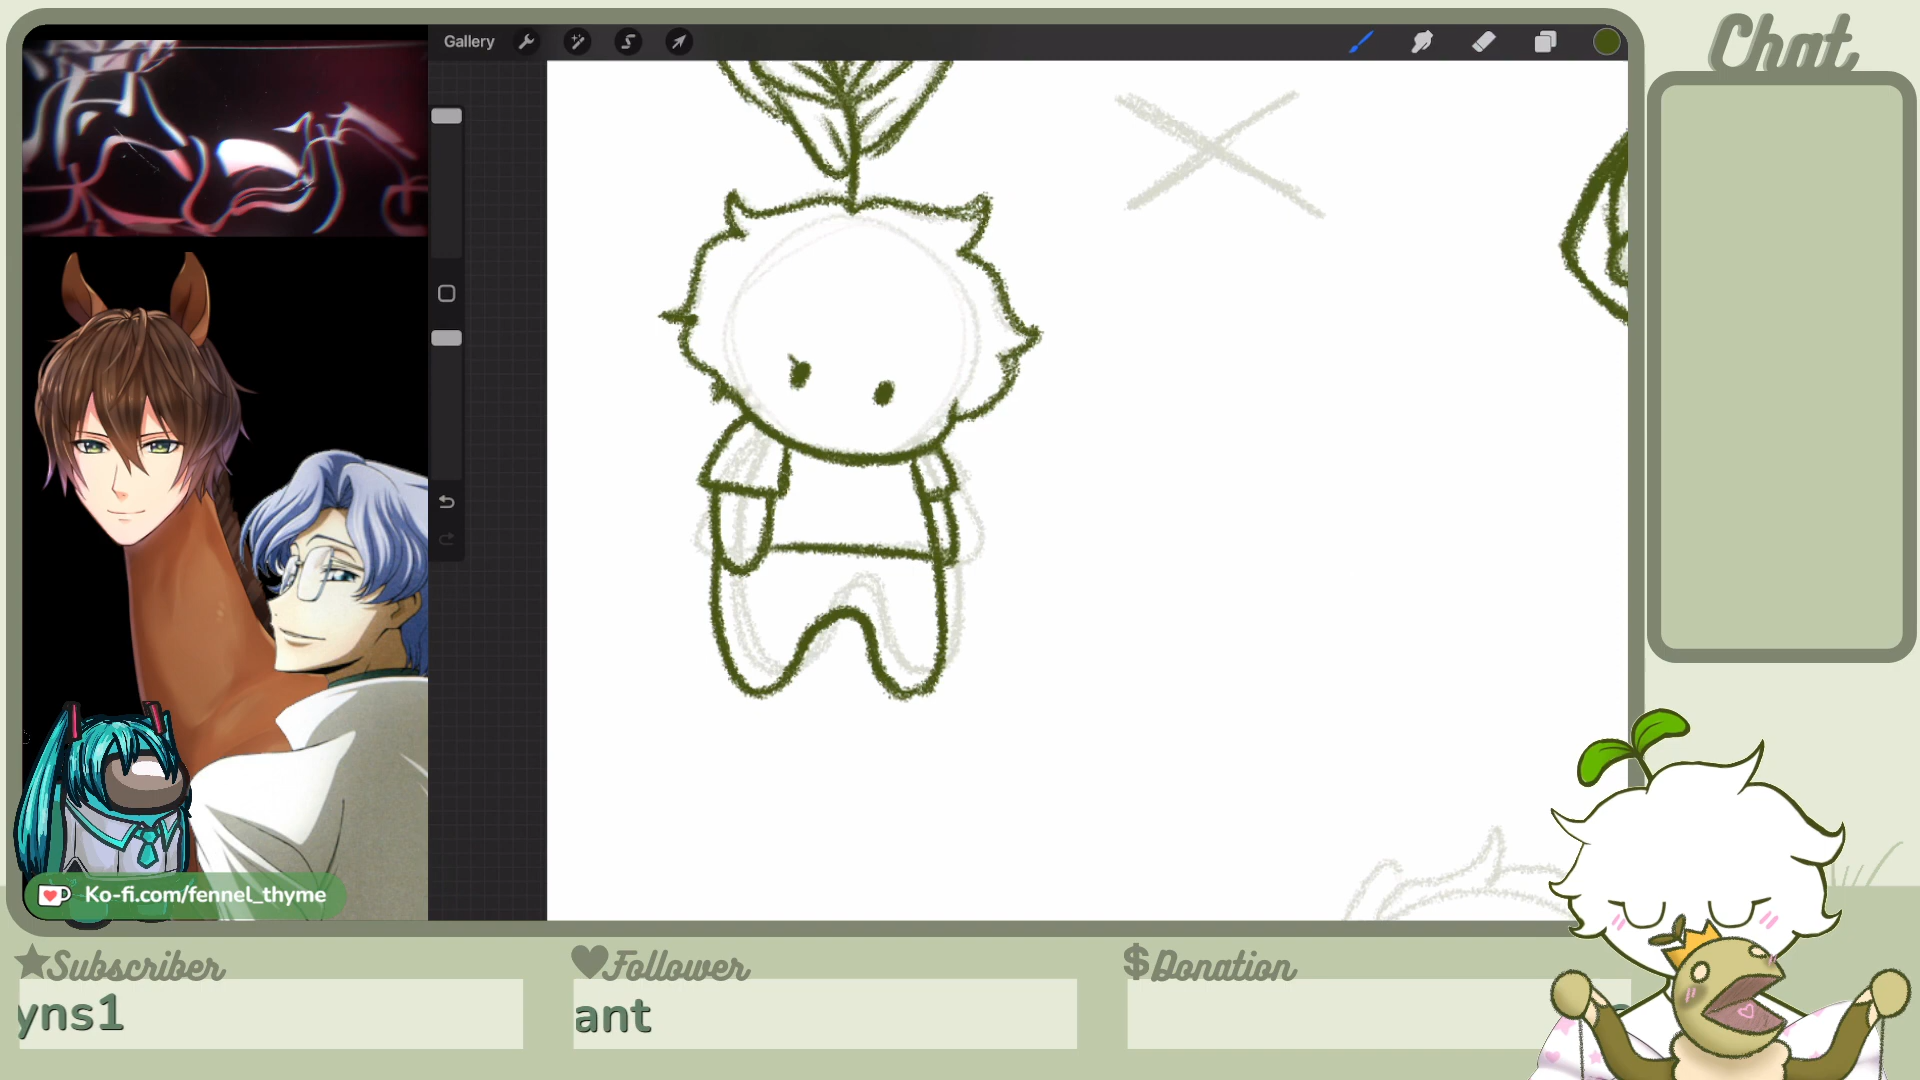 Gallery
Chat
Ko-fi.com/fennel_thyme
Subscriber
Follower
$Donation
yns1
ant